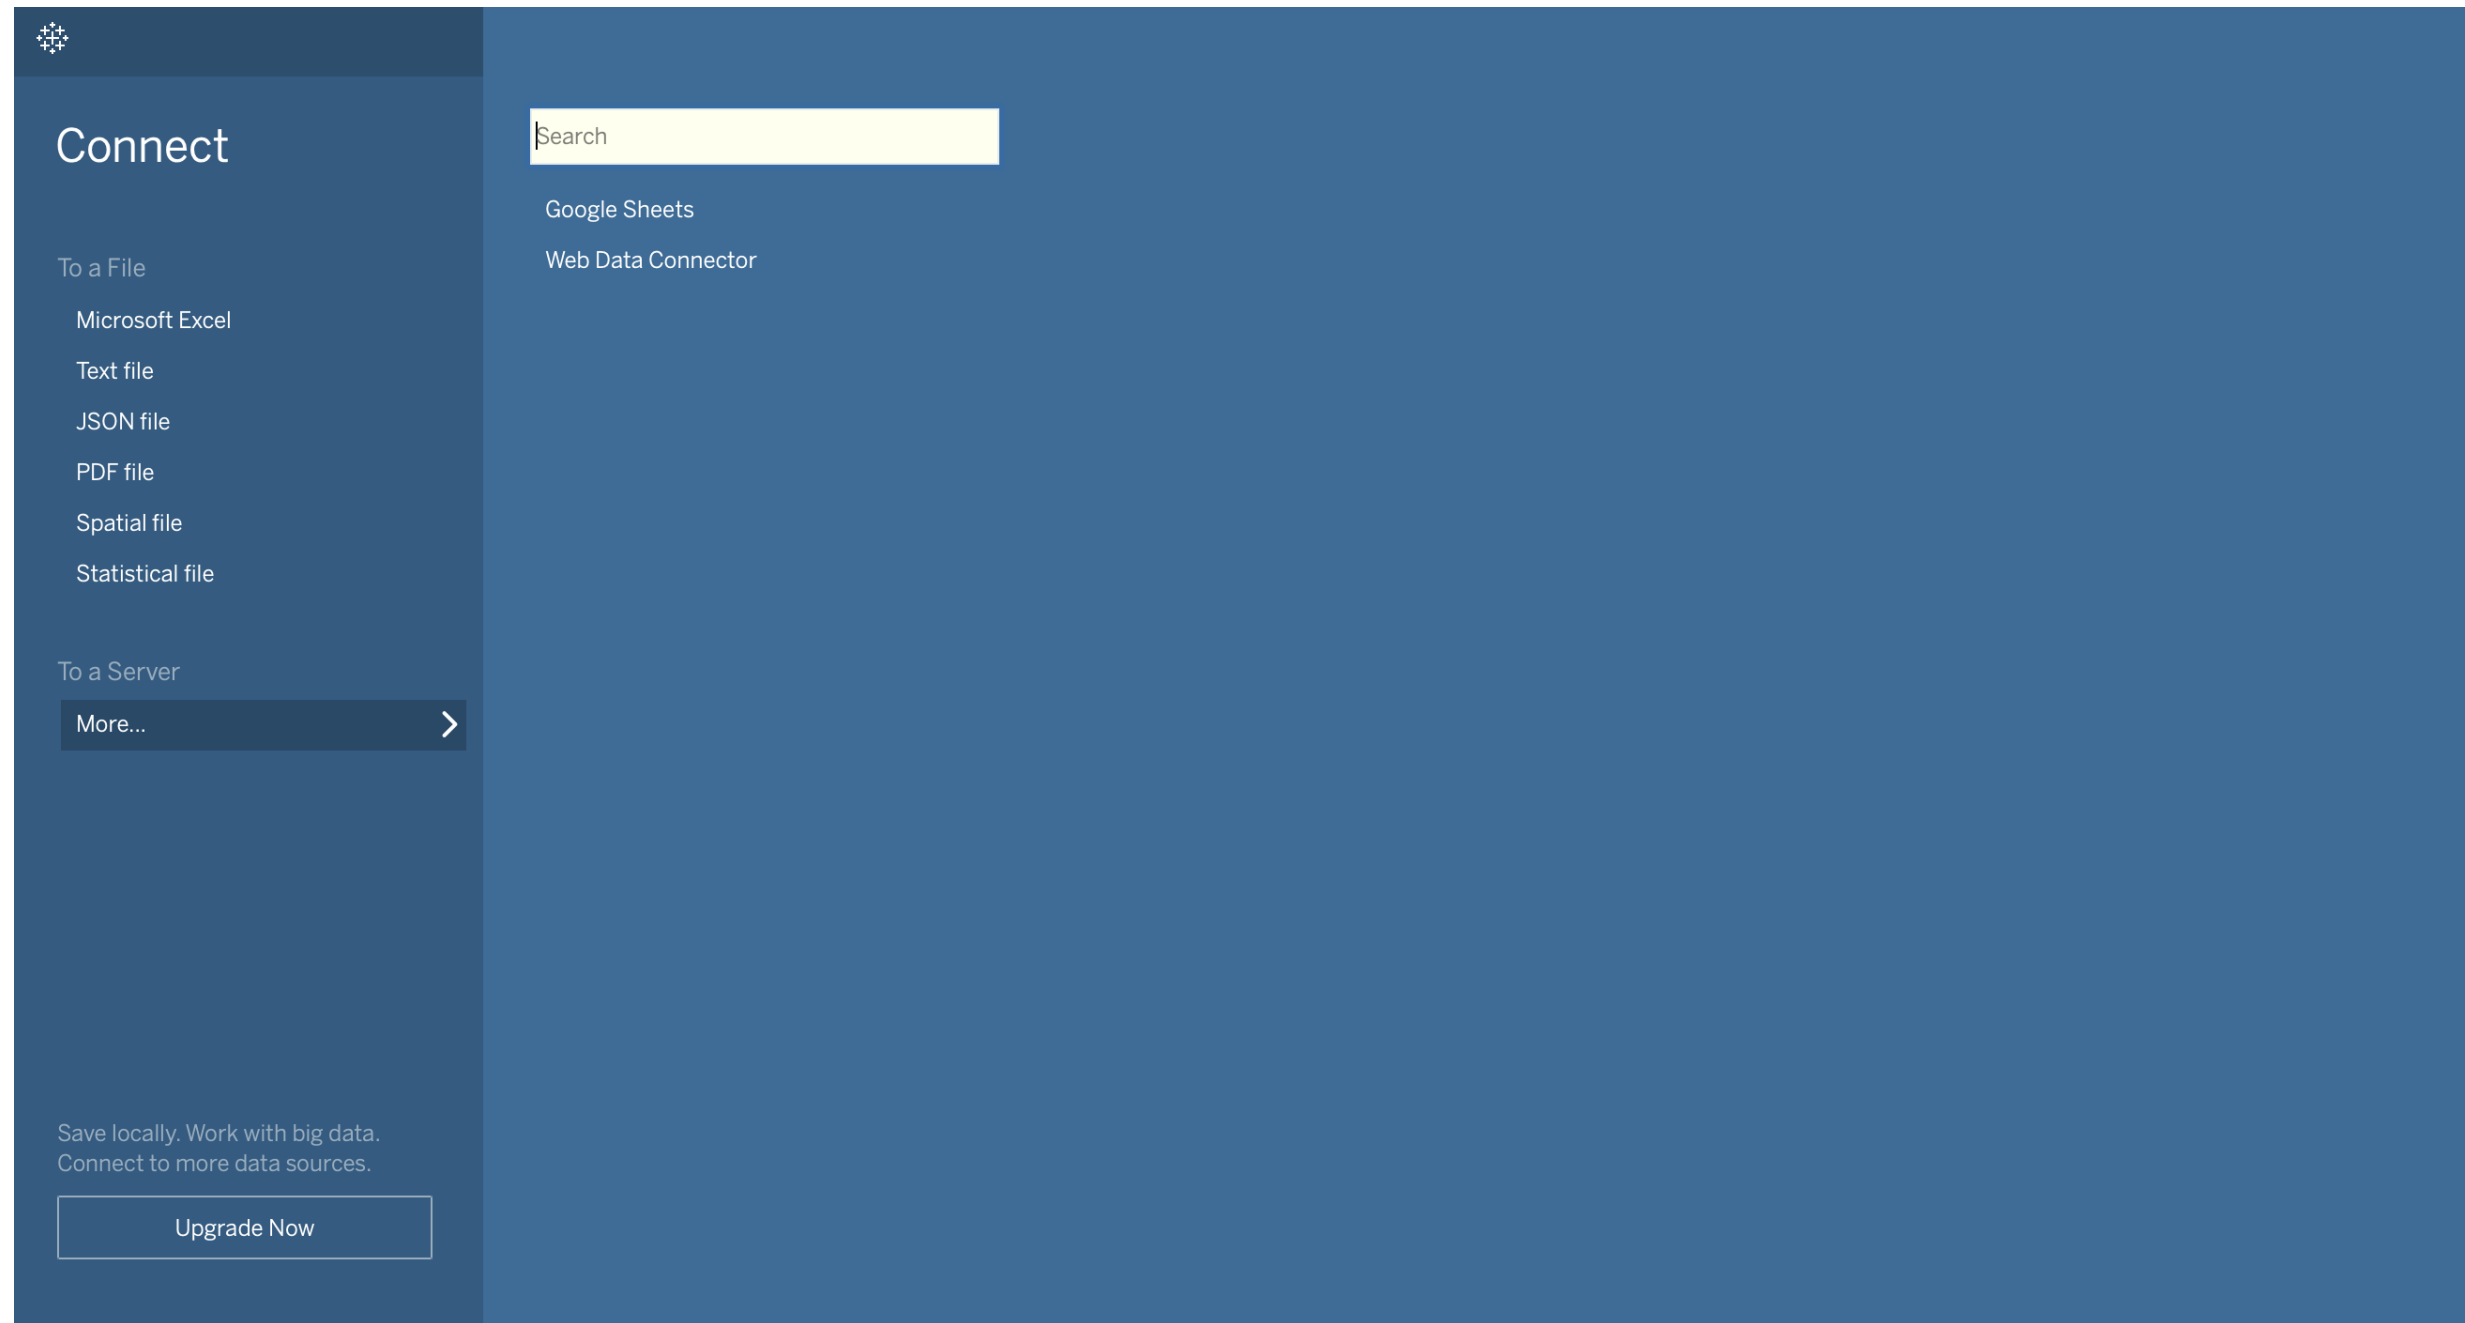 Connect
To a File
Microsoft Excel
Text file
JSON file
PDF file
Spatial file
Statistical file
To a Server
More...
Save locally. Work with big data.
Connect to more data sources.
Upgrade Now
Search
Google Sheets
Web Data Connector